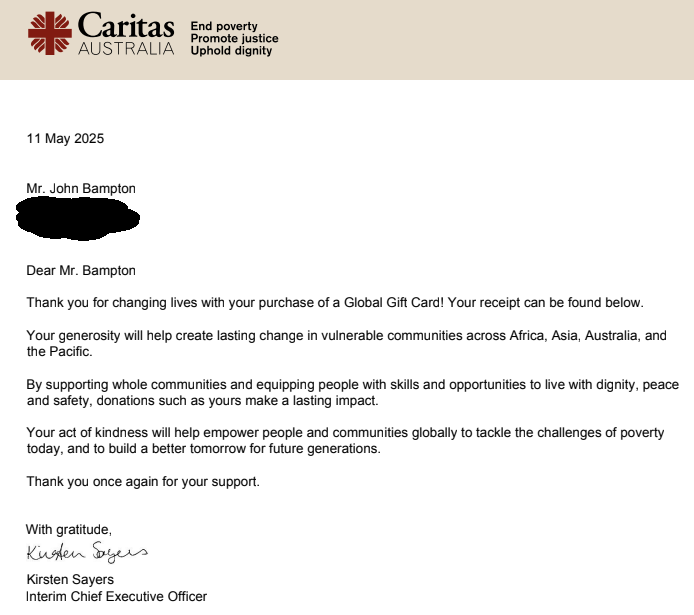 Caritas
AUSTRALIA
End poverty
Promote justice
Uphold dignity
11 May 2025
Mr. John Bampton
Dear Mr. Bampton
Thank you for changing lives with your purchase of a Global Gift Card! Your receipt can be found below.
Your generosity will help create lasting change in vulnerable communities across Africa, Asia, Australia, and
the Pacific.
By supporting whole communities and equipping people with skills and opportunities to live with dignity, peace
and safety, donations such as yours make a lasting impact.
Your act of kindness will help empower people and communities globally to tackle the challenges of poverty
today, and to build a better tomorrow for future generations.
Thank you once again for your support.
With gratitude,
Kirsten Sayers
Kirsten Sayers
Interim Chief Executive Officer